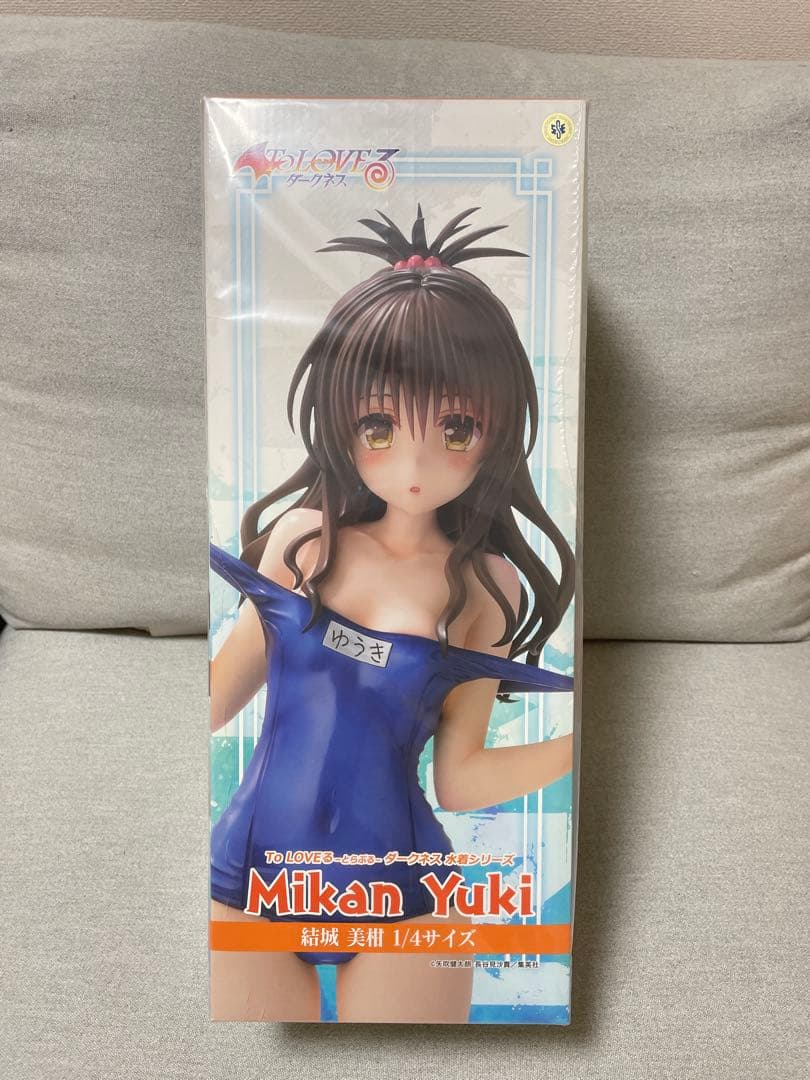 To LOVEる
ダークネス
ゆうき
To LOVEる -とらぶる- ダークネス 水着シリーズ
Mikan Yuki
結城 美柑 1/4サイズ
©矢吹健太朗 長谷見沙貴/集英社